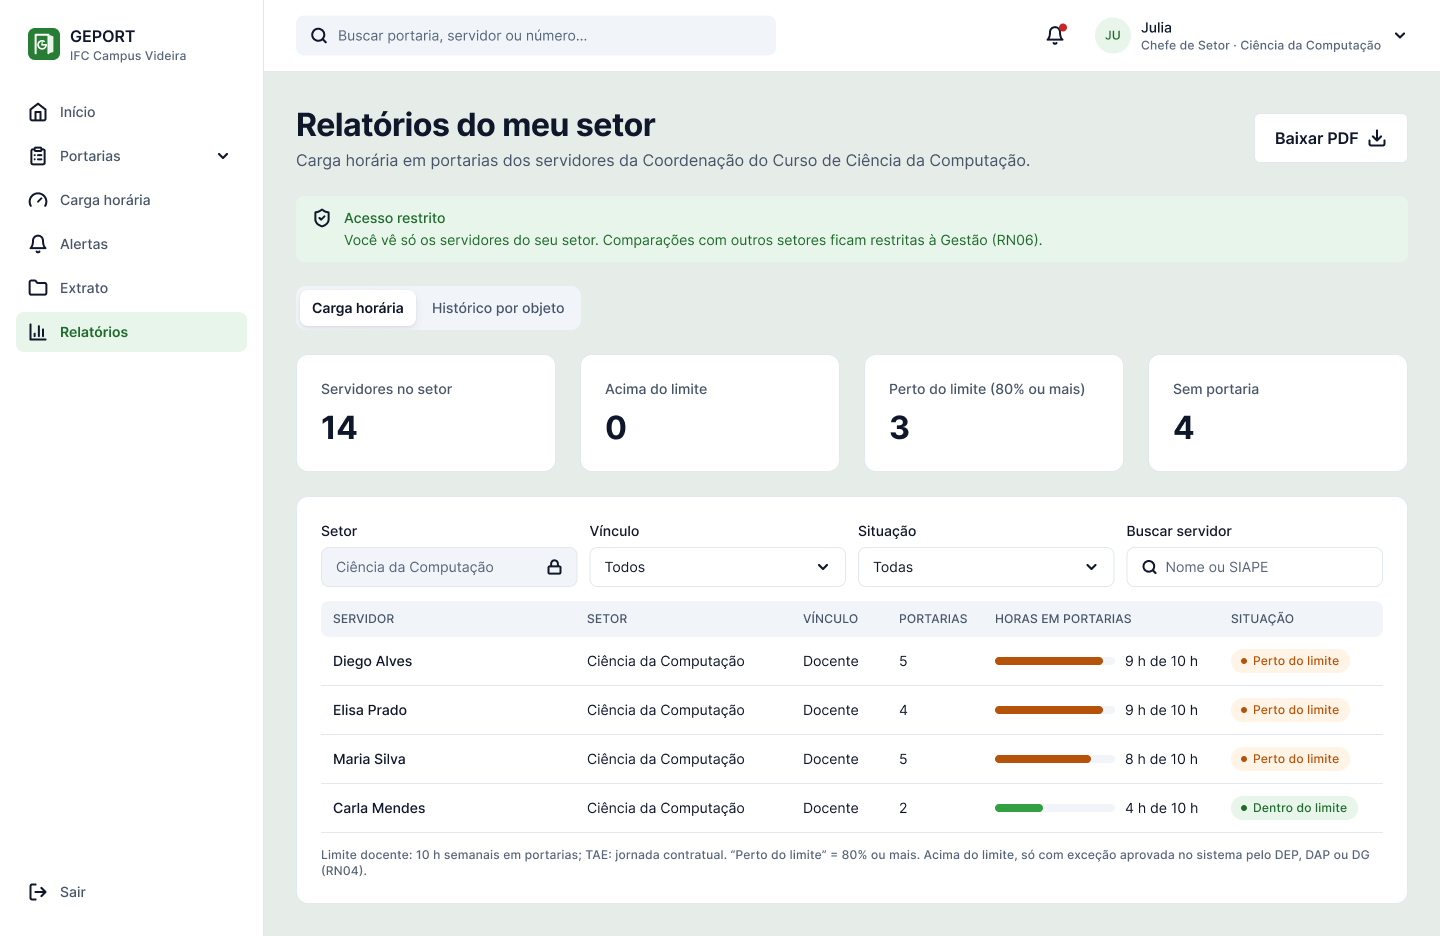 GEPORT
IFC Campus Videira
Início
Portarias
Carga horária
Alertas
Extrato
Relatórios
Sair
Buscar portaria, servidor ou número...
JU
Julia
Chefe de Setor · Ciência da Computação
Relatórios do meu setor
Carga horária em portarias dos servidores da Coordenação do Curso de Ciência da Computação.
Baixar PDF
Acesso restrito
Você vê só os servidores do seu setor. Comparações com outros setores ficam restritas à Gestão (RN06).
Carga horária
Histórico por objeto
Servidores no setor
14
Acima do limite
0
Perto do limite (80% ou mais)
3
Sem portaria
4
Setor
Ciência da Computação
Vínculo
Todos
Situação
Todas
Buscar servidor
Nome ou SIAPE
SERVIDOR SETOR VÍNCULO PORTARIAS HORAS EM PORTARIAS SITUAÇÃO
Diego Alves Ciência da Computação Docente 5 9 h de 10 h Perto do limite
Elisa Prado Ciência da Computação Docente 4 9 h de 10 h Perto do limite
Maria Silva Ciência da Computação Docente 5 8 h de 10 h Perto do limite
Carla Mendes Ciência da Computação Docente 2 4 h de 10 h Dentro do limite
Limite docente: 10 h semanais em portarias; TAE: jornada contratual. “Perto do limite” = 80% ou mais. Acima do limite, só com exceção aprovada no sistema pelo DEP, DAP ou DG
(RN04).